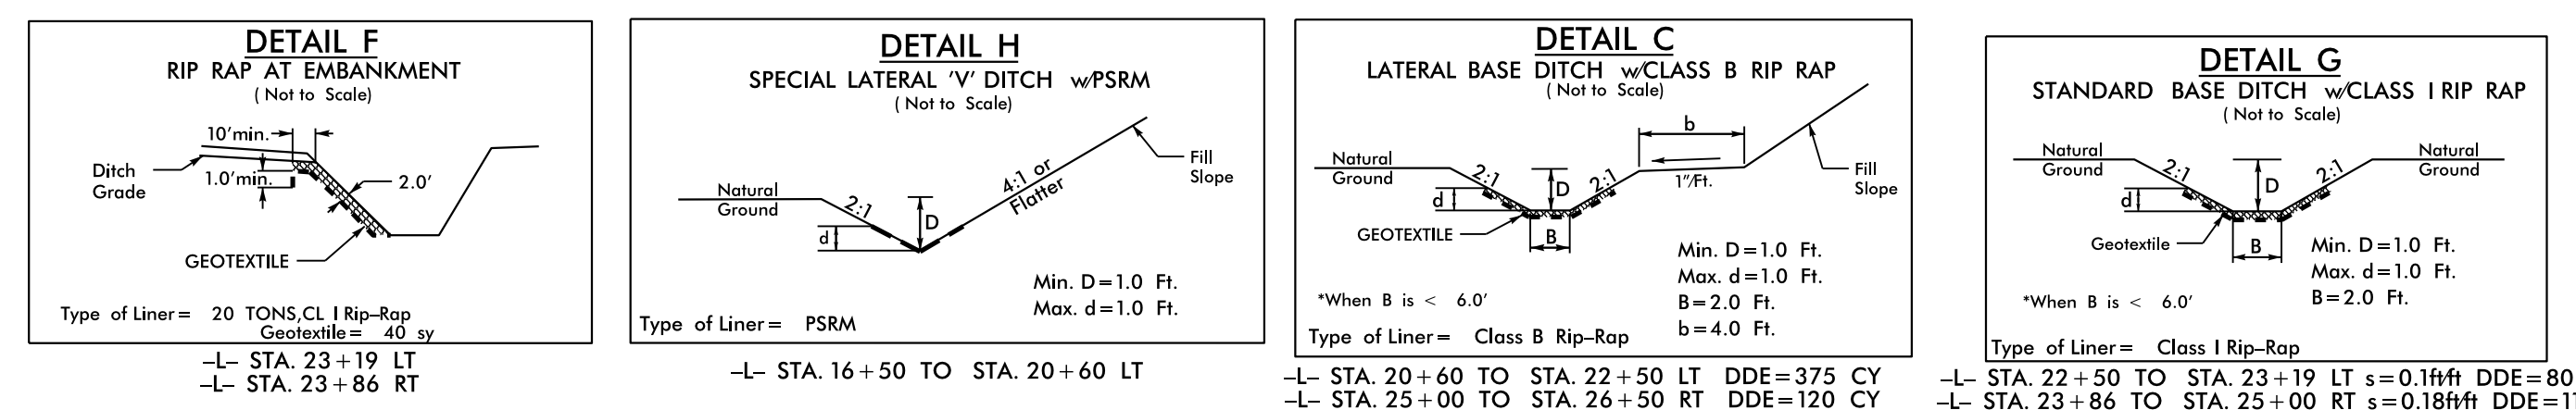 DETAIL F
RIP RAP AT EMBANKMENT
( Not to Scale)
10'min.
Ditch
Grade
1.0'min.
2.0'
GEOTEXTILE
Type of Liner= 20 TONS,CL I Rip-Rap
Geotextile= 40 sy
-L- STA. 23+19 LT
-L- STA. 23+86 RT
DETAIL H
SPECIAL LATERAL 'V' DITCH w/PSRM
( Not to Scale)
Natural
Ground
2:1
D
d
4:1 or
Flatter
Fill
Slope
Min. D=1.0 Ft.
Max. d=1.0 Ft.
Type of Liner= PSRM
-L- STA. 16+50 TO STA. 20+60 LT
DETAIL C
LATERAL BASE DITCH w/CLASS B RIP RAP
( Not to Scale)
b
Natural
Ground
2:1
D
2:1
1"/Ft.
Fill
Slope
d
GEOTEXTILE
B
Min. D=1.0 Ft.
Max. d=1.0 Ft.
*When B is < 6.0'
B=2.0 Ft.
b=4.0 Ft.
Type of Liner= Class B Rip-Rap
-L- STA. 20+60 TO STA. 22+50 LT DDE=375 CY
-L- STA. 25+00 TO STA. 26+50 RT DDE=120 CY
DETAIL G
STANDARD BASE DITCH w/CLASS I RIP RAP
( Not to Scale)
Natural
Ground
2:1
D
2:1
Natural
Ground
d
Geotextile
B
Min. D=1.0 Ft.
Max. d=1.0 Ft.
*When B is < 6.0'
B=2.0 Ft.
Type of Liner= Class I Rip-Rap
-L- STA. 22+50 TO STA. 23+19 LT s=0.1ft/ft DDE=80
-L- STA. 23+86 TO STA. 25+00 RT s=0.18ft/ft DDE=